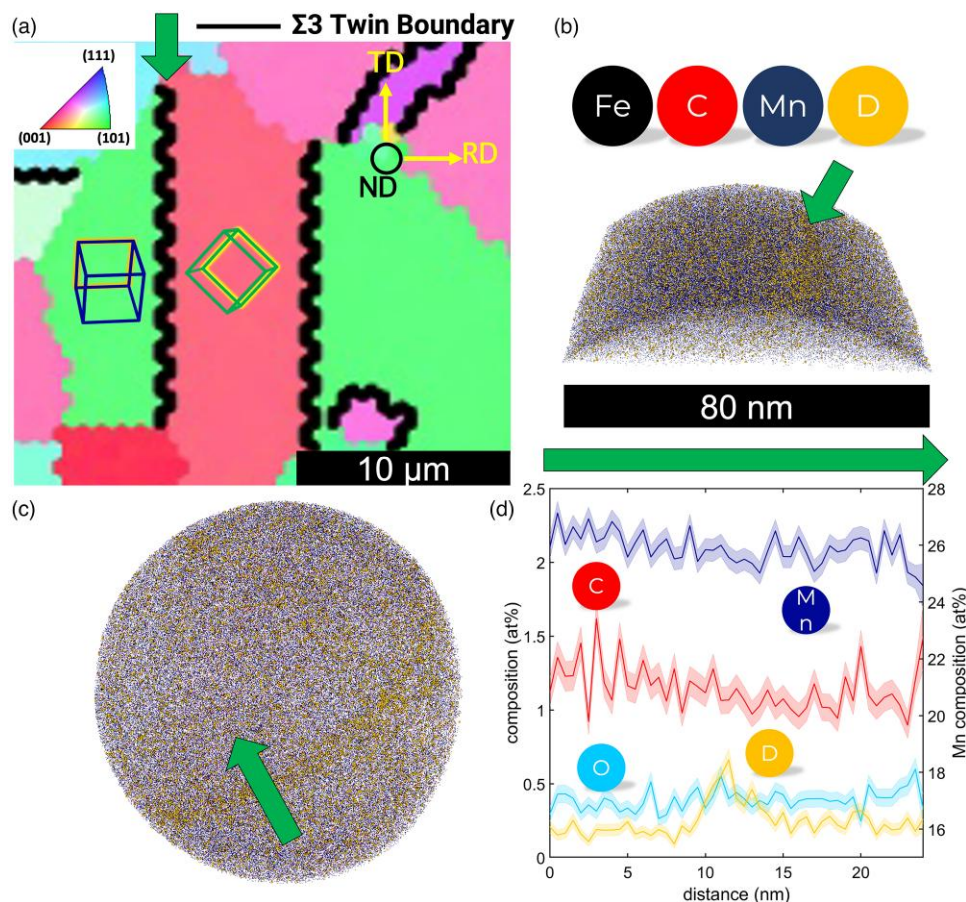 (a)
Σ3 Twin Boundary
(111)
(001)
(101)
TD
RD
ND
10 µm
(b)
Fe
C
Mn
D
80 nm
(c)
(d)
2.5
2
1.5
1
0.5
0
composition (at%)
28
26
24
22
20
18
16
Mn composition (at%)
C
M
n
O
D
0
5
10
15
20
distance (nm)